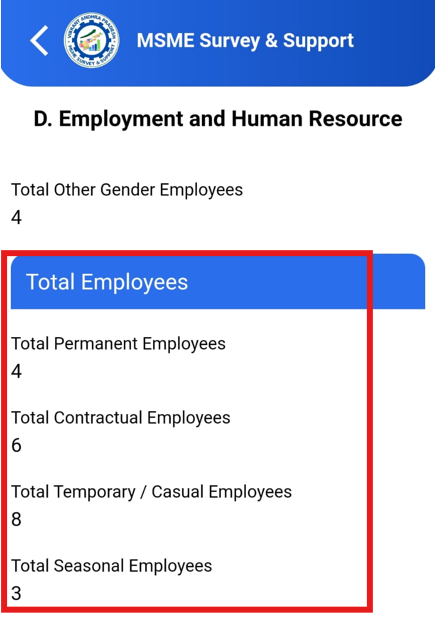 MSME Survey & Support
D. Employment and Human Resource
Total Other Gender Employees
4
Total Employees
Total Permanent Employees
4
Total Contractual Employees
6
Total Temporary / Casual Employees
8
Total Seasonal Employees
3